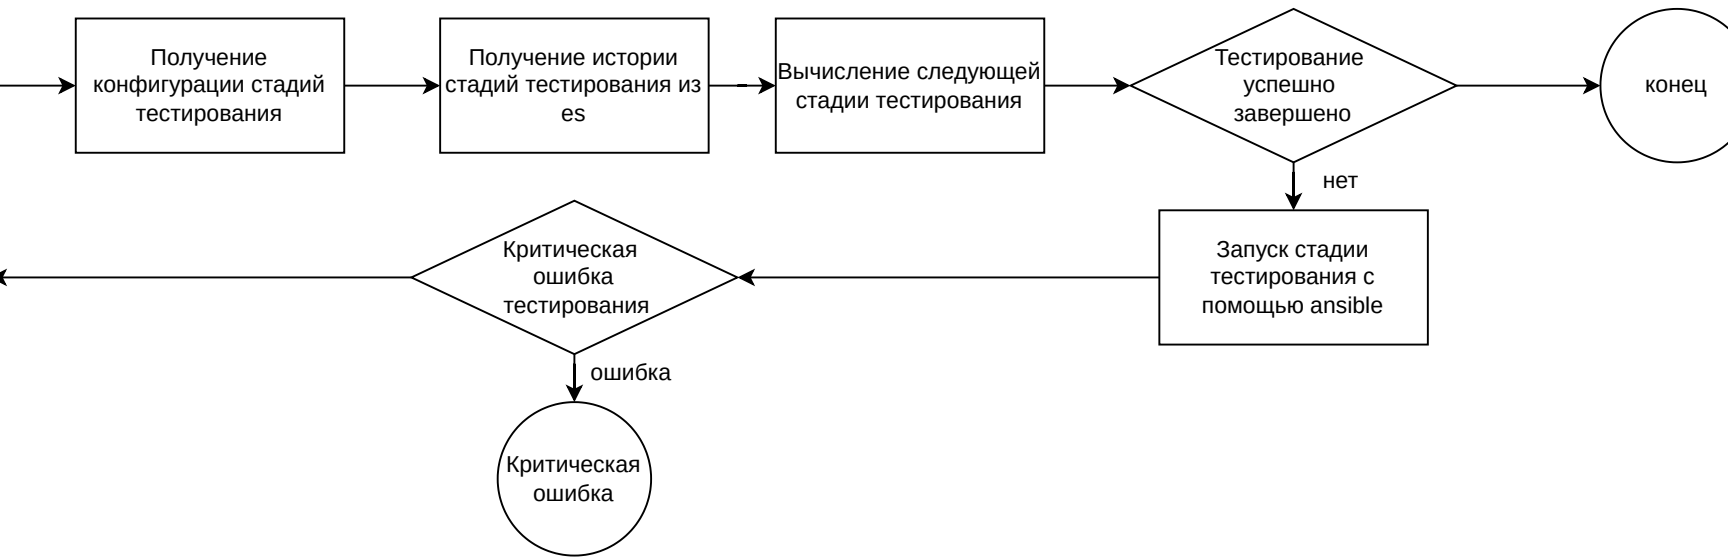 Получение
конфигурации стадий
тестирования
Получение истории
стадий тестирования из
es
Вычисление следующей
стадии тестирования
Тестирование
успешно
завершено
конец
нет
Критическая
ошибка
тестирования
Запуск стадии
тестирования с
помощью ansible
ошибка
Критическая
ошибка